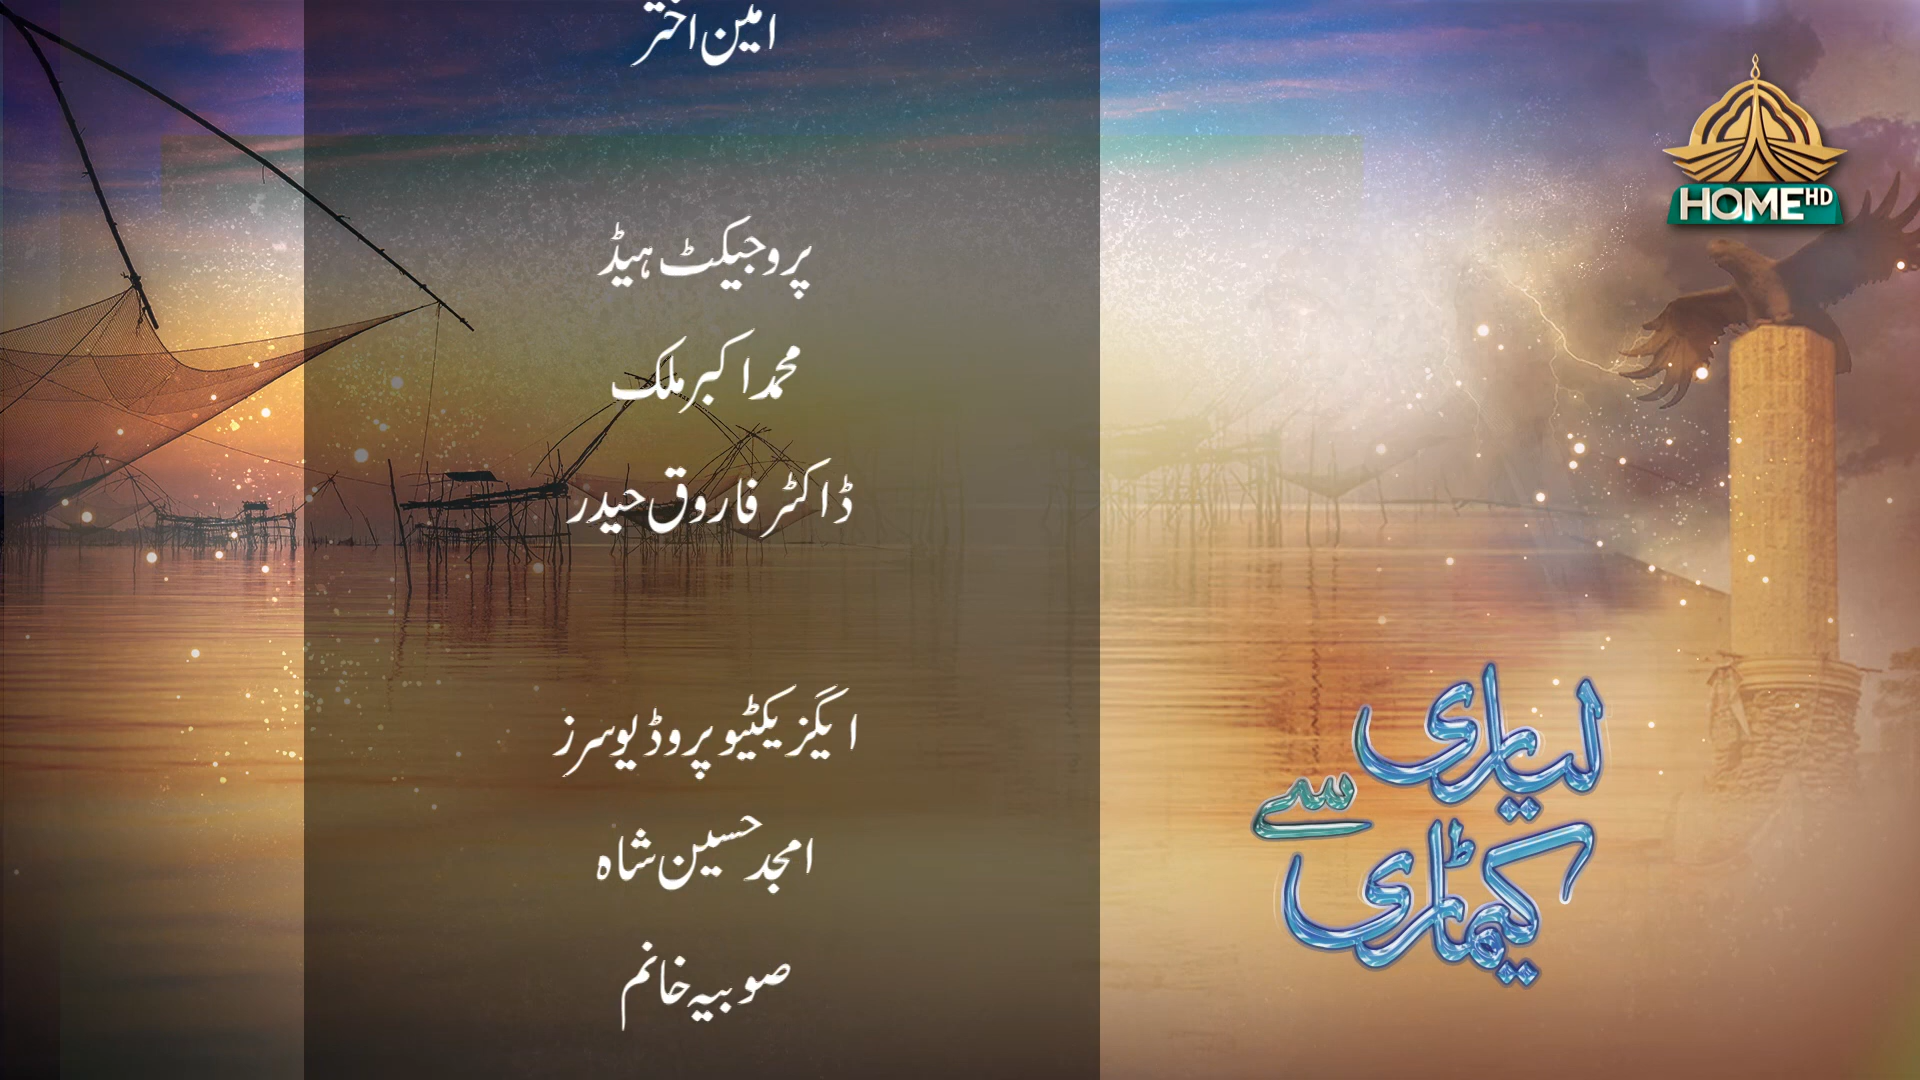 امین اختر
پروجیکٹ ہیڈ
محمد اکبر ملک
ڈاکٹر فاروق حیدر
ایگزیکٹیو پروڈیوسرز
امجد حسین شاہ
صوبیہ خانم
HOME HD
لیاری
سے
کیماڑی